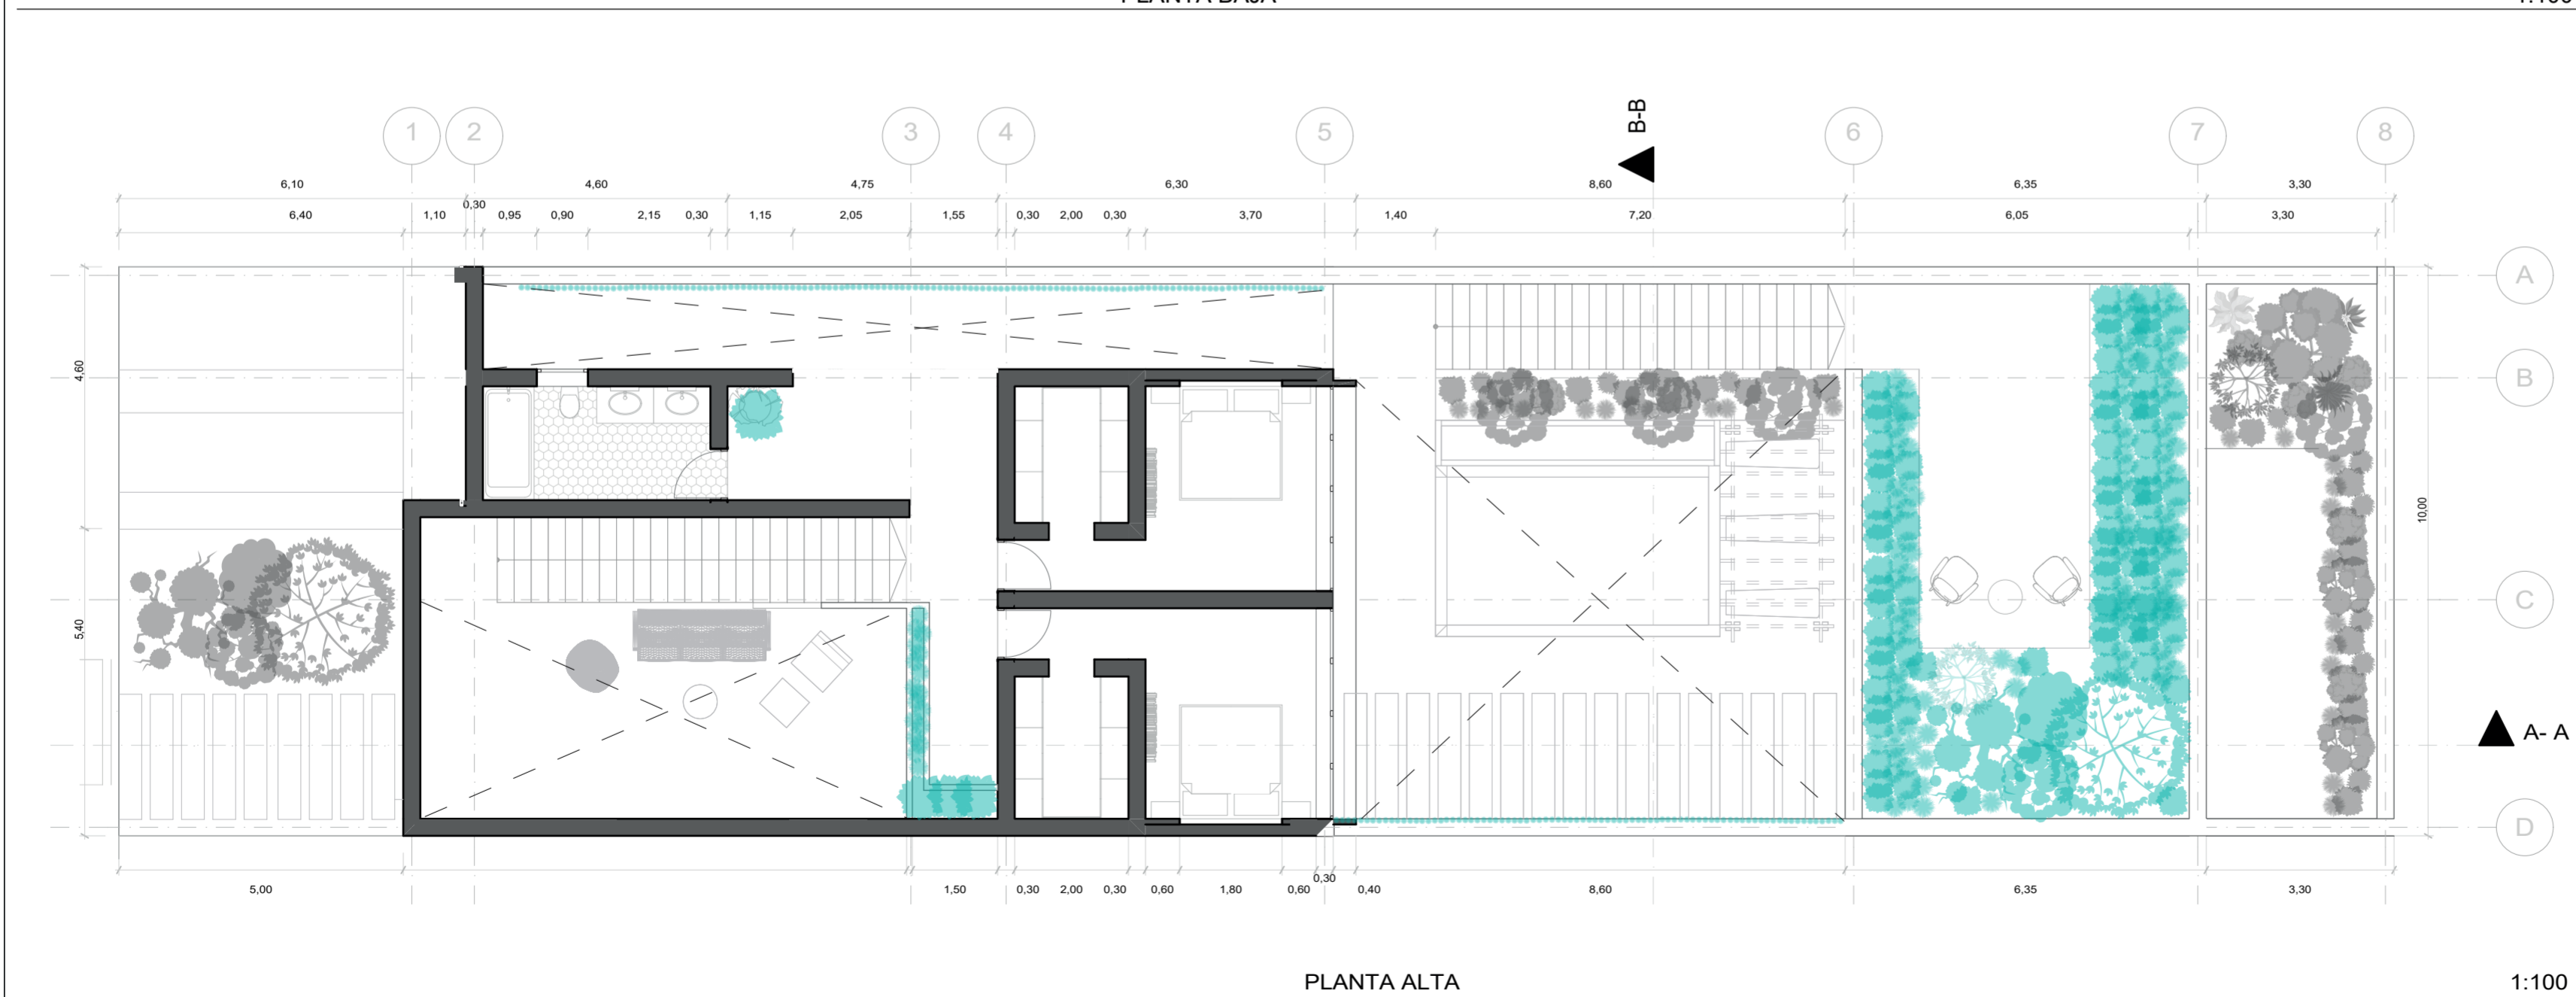 PLANTA BAJA
1:100
B-B
1 2 3 4 5 6 7 8
6,10 4,60 4,75 6,30 8,60 6,35 3,30
0,30
6,40 1,10 0,95 0,90 2,15 0,30 1,15 2,05 1,55 0,30 2,00 0,30 3,70 1,40 7,20 6,05 3,30
A
4,60
B
10,00
C
5,40
A- A
D
0,30
5,00 1,50 0,30 2,00 0,30 0,60 1,80 0,60 0,40 8,60 6,35 3,30
PLANTA ALTA
1:100